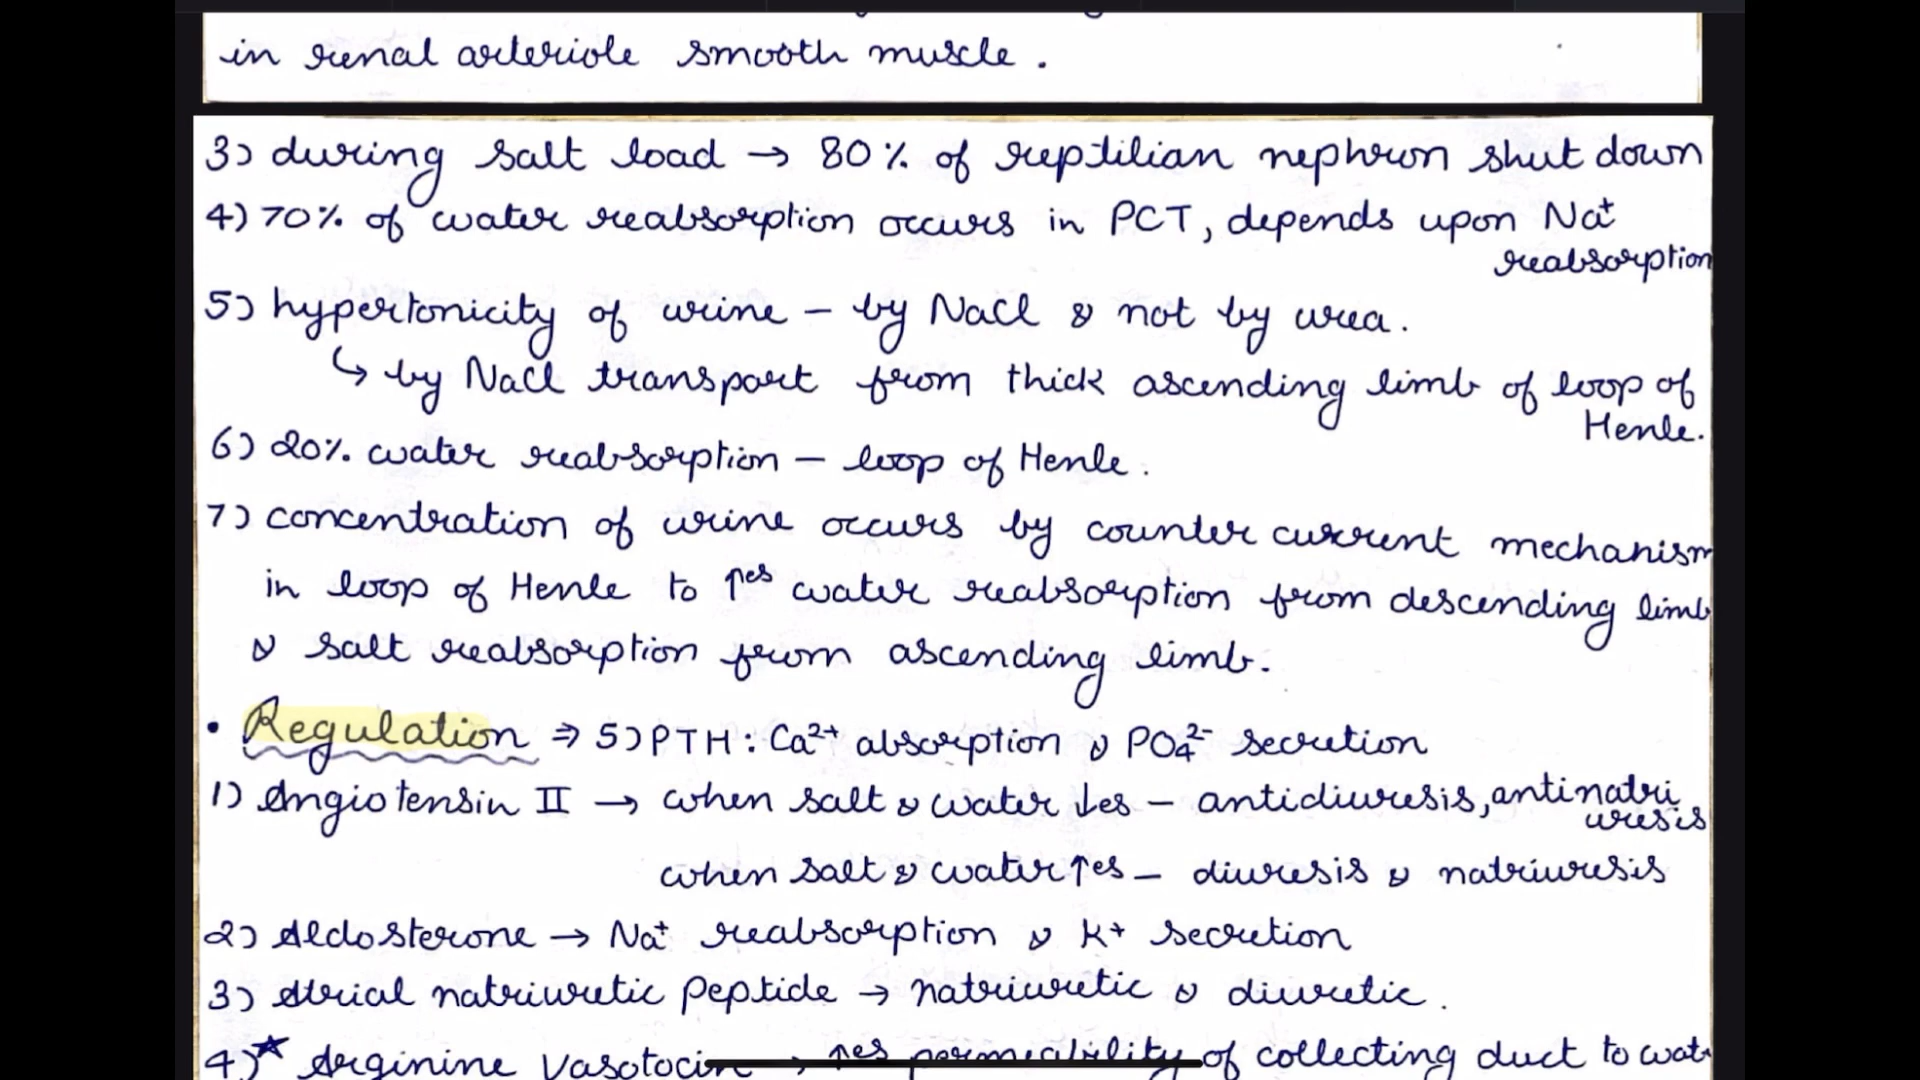 in renal arteriole smooth muscle.
3) during salt load → 80% of reptilian nephron shut down
4) 70% of water reabsorption occurs in PCT, depends upon Na⁺
reabsorption
5) hypertonicity of urine – by NaCl & not by urea.
↳ by NaCl transport from thick ascending limb of loop of
Henle.
6) 20% water reabsorption – loop of Henle.
7) concentration of urine occurs by counter current mechanism
in loop of Henle to ↑es water reabsorption from descending limb
& salt reabsorption from ascending limb.
• Regulation ⇒ 5) PTH : Ca²⁺ absorption & PO₄²⁻ secretion
1) Angiotensin II → when salt & water ↓es – antidiuresis, antinatri
uresis
when salt & water ↑es – diuresis & natriuresis
2) Aldosterone → Na⁺ reabsorption & K⁺ secretion
3) Atrial natriuretic peptide → natriuretic & diuretic.
4)★ Arginine vasotocin → ↑es permeability of collecting duct to wat